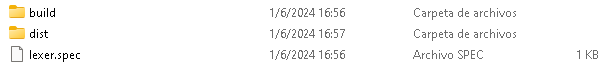 build 1/6/2024 16:56 Carpeta de archivos
dist 1/6/2024 16:57 Carpeta de archivos
lexer.spec 1/6/2024 16:56 Archivo SPEC 1 KB